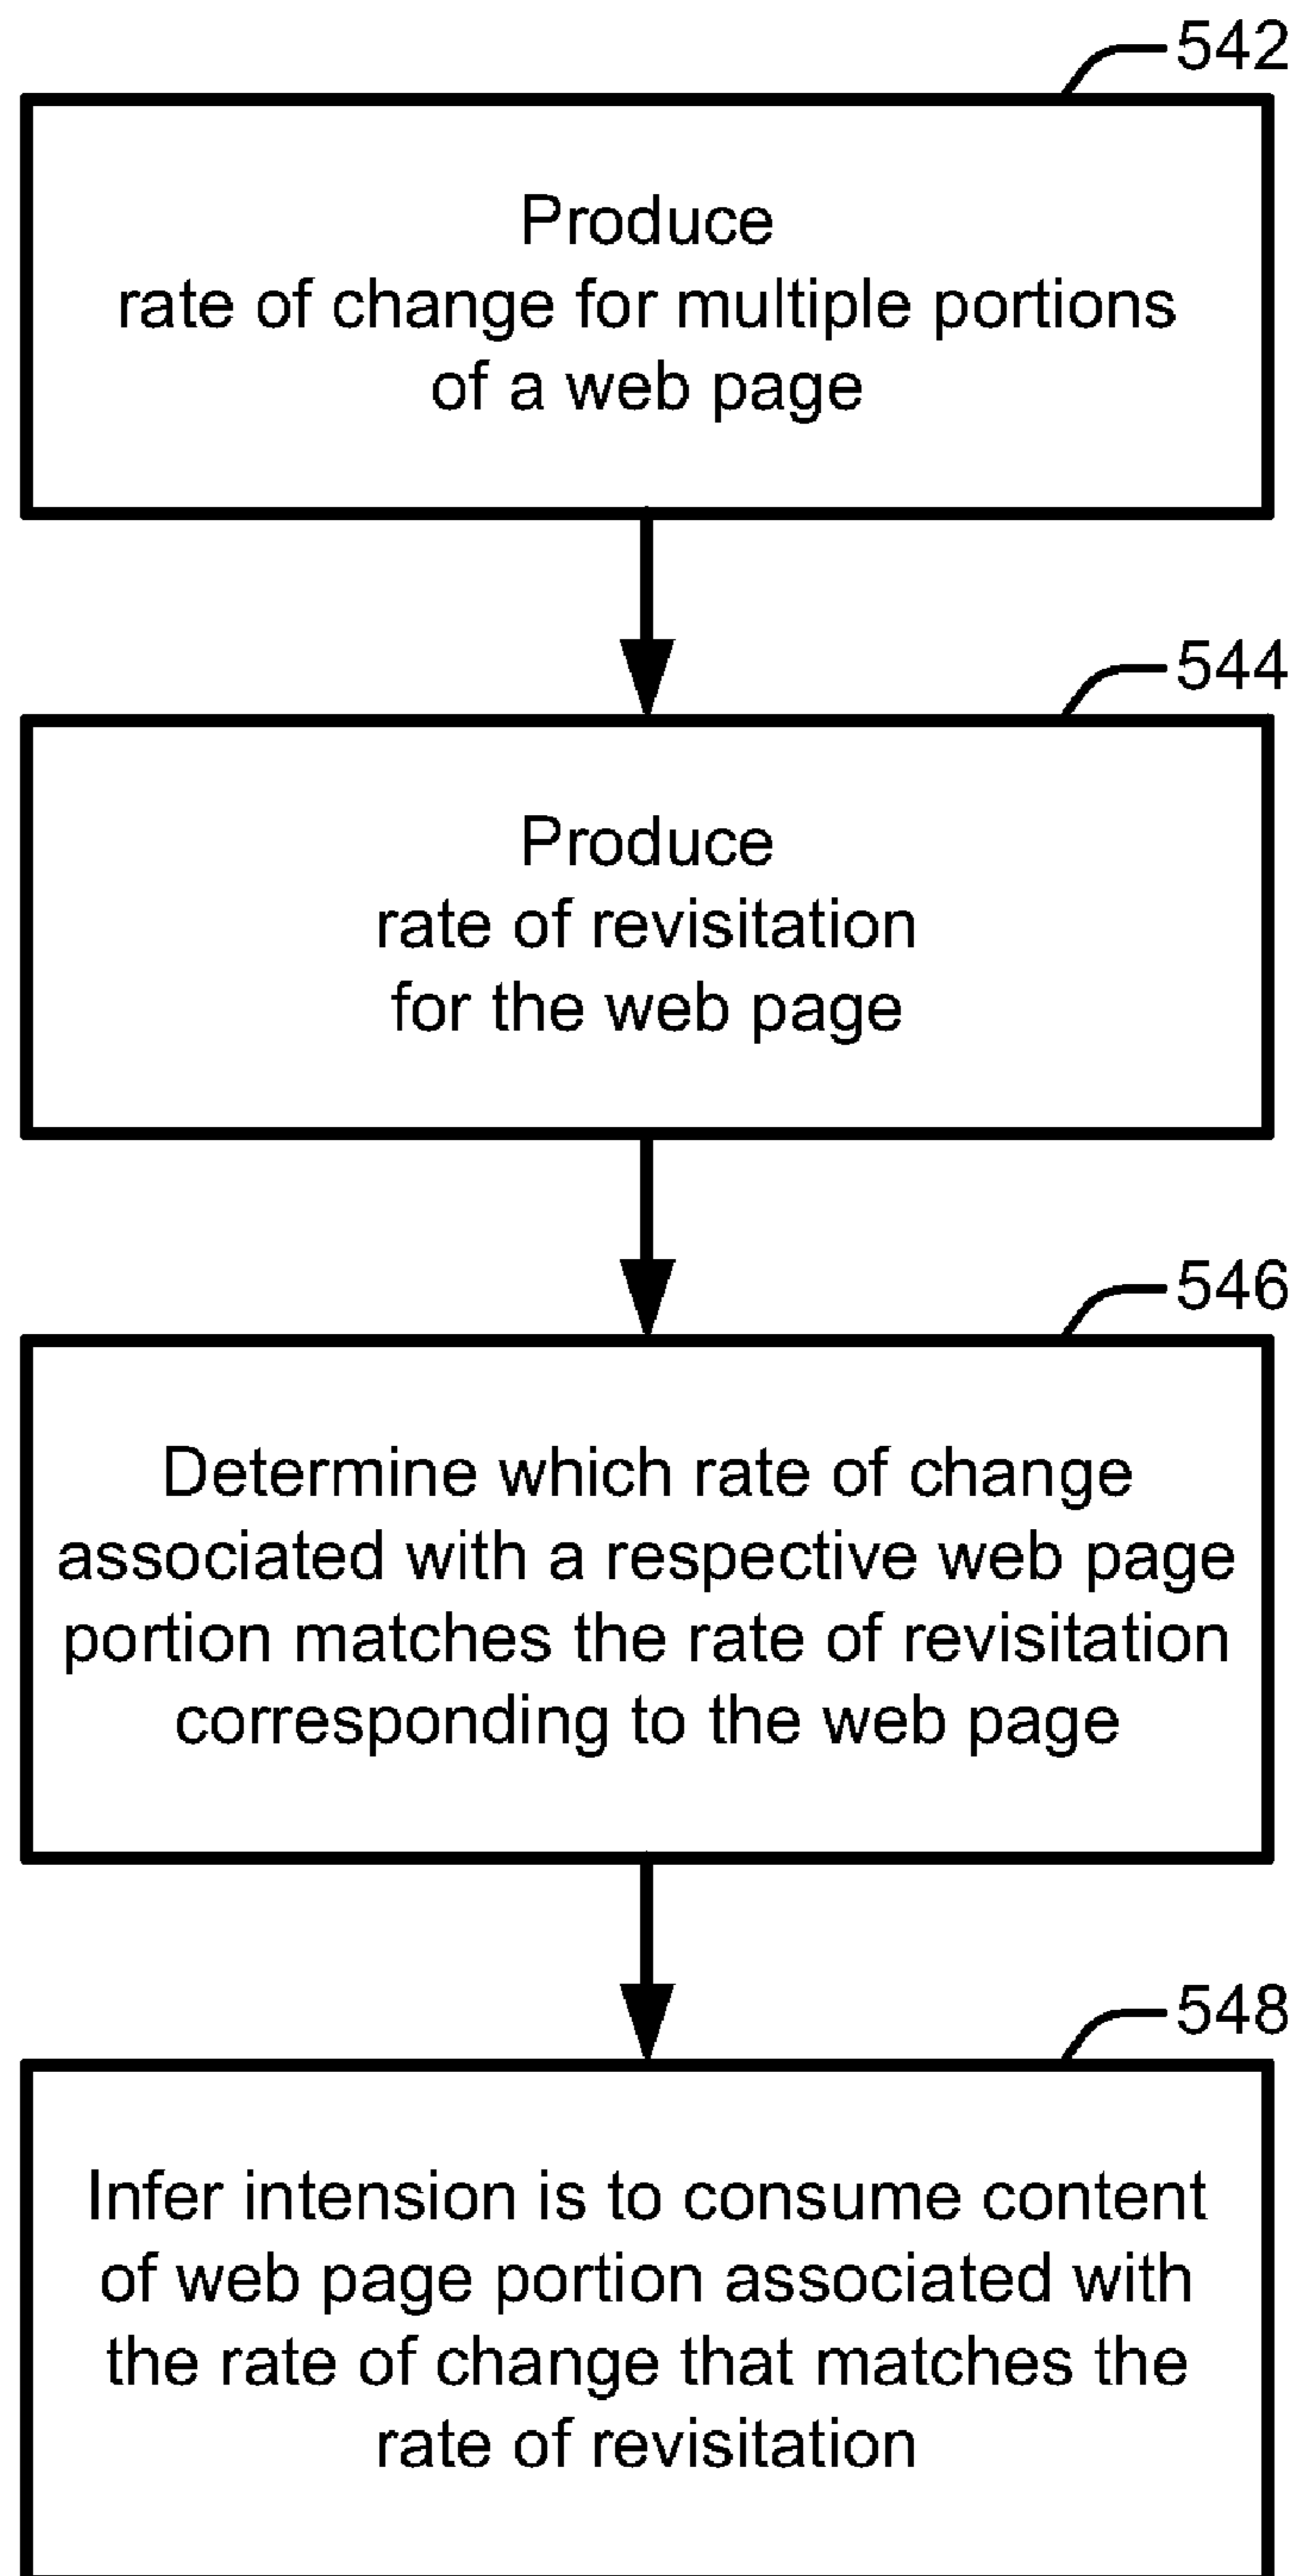 542
Produce
rate of change for multiple portions
of a web page
544
Produce
rate of revisitation
for the web page
546
Determine which rate of change
associated with a respective web page
portion matches the rate of revisitation
corresponding to the web page
548
Infer intension is to consume content
of web page portion associated with
the rate of change that matches the
rate of revisitation